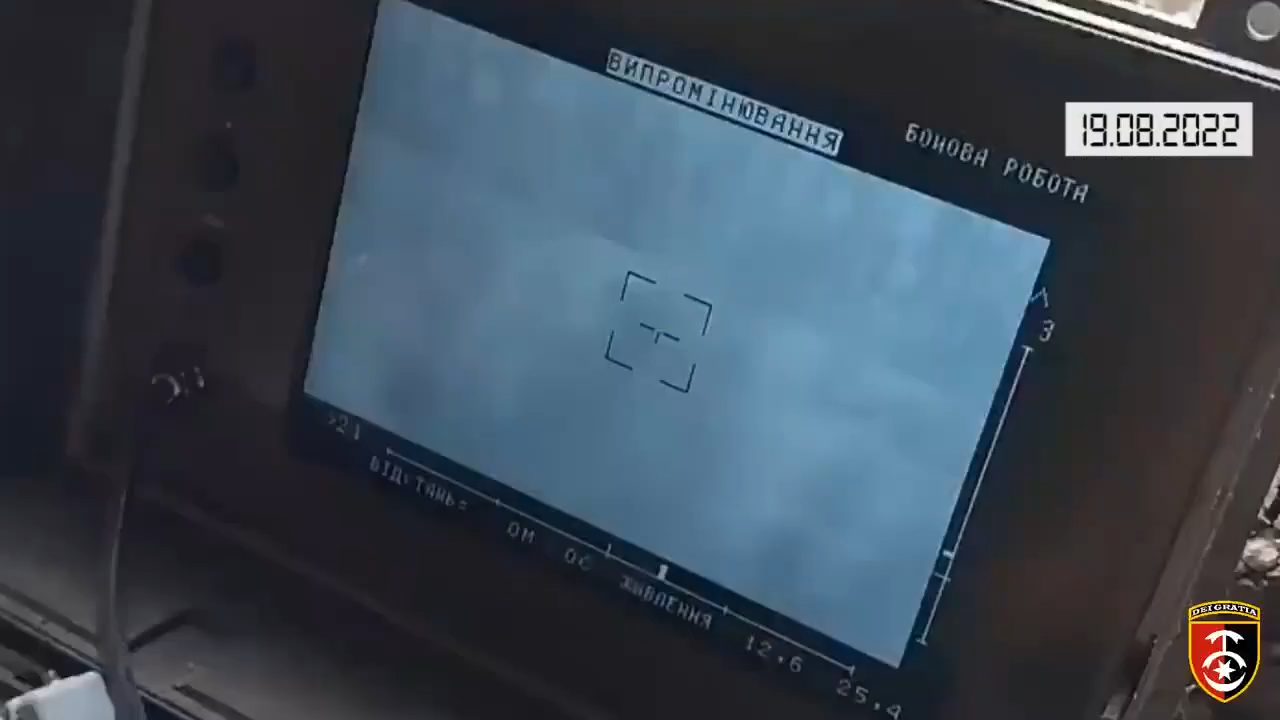 ВИПРОМІНЮВАННЯ
БОЙОВА РОБОТА
19.08.2022
3
>21
ВІДСТАНЬ= 0М 0С ЖИВЛЕННЯ 12,6 25,4
DEI GRATIA